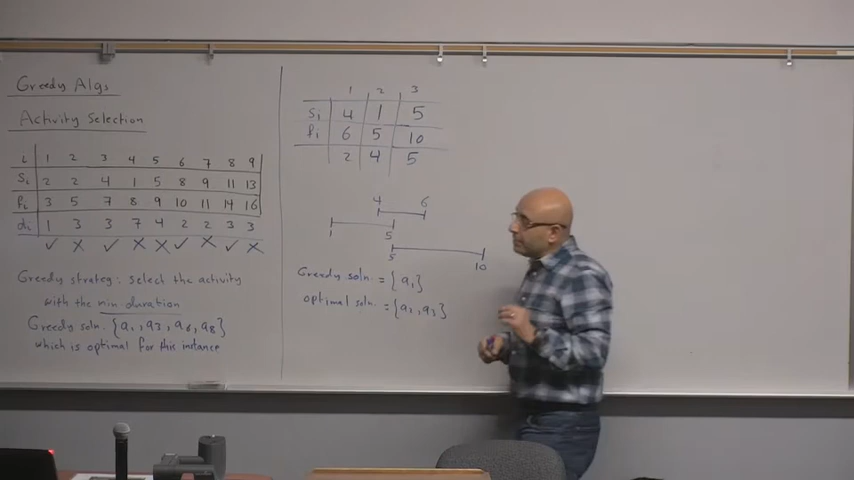 Greedy Algs
Activity Selection
i 1 2 3 4 5 6 7 8 9
Si 2 2 4 1 5 8 9 11 13
fi 3 5 7 8 9 10 11 14 16
di 1 3 3 7 4 2 2 3 3
✓ X ✓ X X ✓ X ✓ X
Greedy strategy: select the activity
with the min duration
Greedy soln. {a1, a3, a6, a8}
which is optimal for this instance
1 2 3
Si 4 1 5
fi 6 5 10
2 4 5
4 6
1 5
5 10
Greedy soln. = {a1}
optimal soln. = {a2, a3}